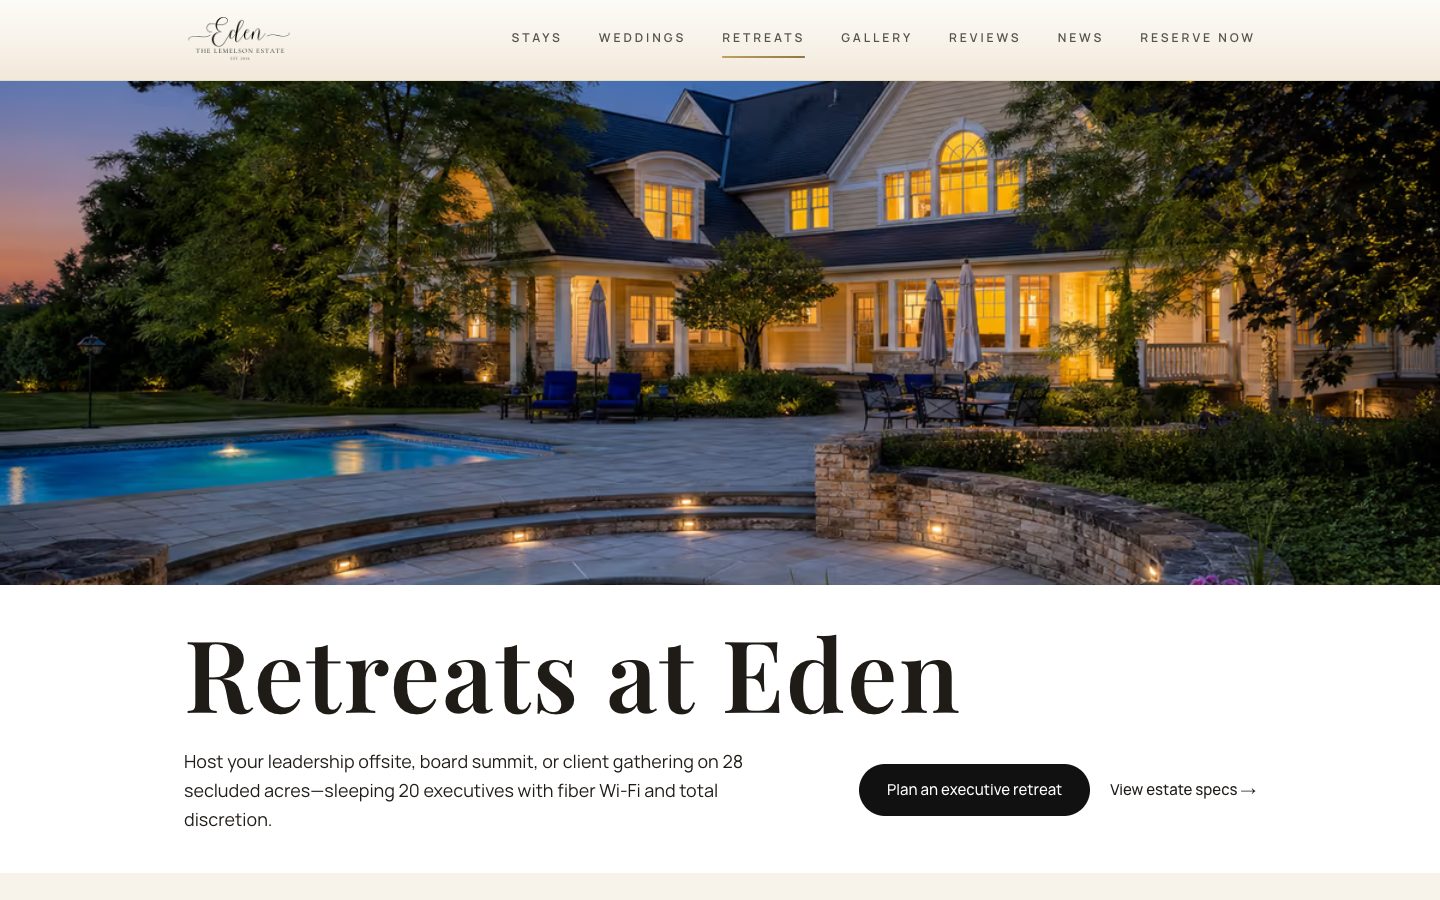 Eden
THE LEMELSON ESTATE
STAYS WEDDINGS RETREATS GALLERY REVIEWS NEWS RESERVE NOW
Retreats at Eden
Host your leadership offsite, board summit, or client gathering on 28
secluded acres—sleeping 20 executives with fiber Wi-Fi and total
discretion.
Plan an executive retreat View estate specs →